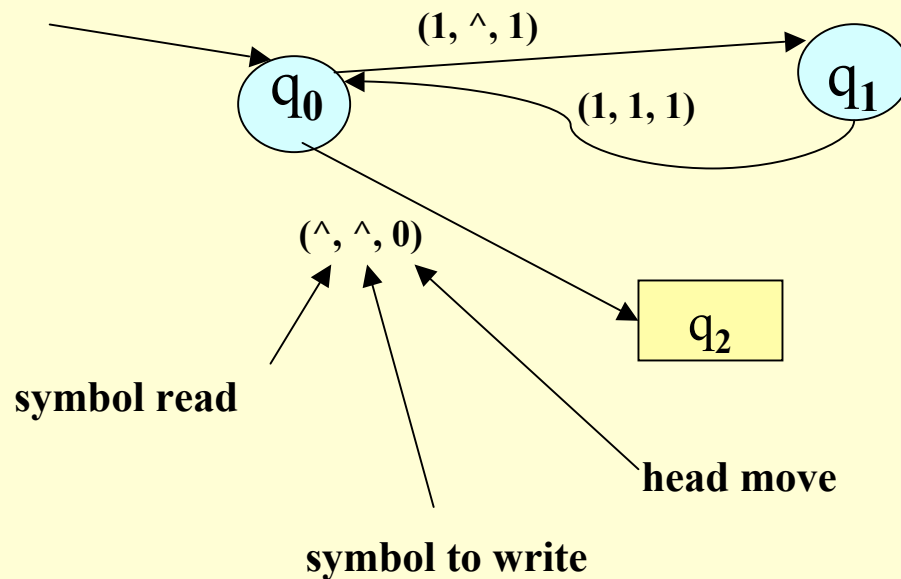 (1, ^, 1)
q0
q1
(1, 1, 1)
(^, ^, 0)
q2
symbol read
head move
symbol to write